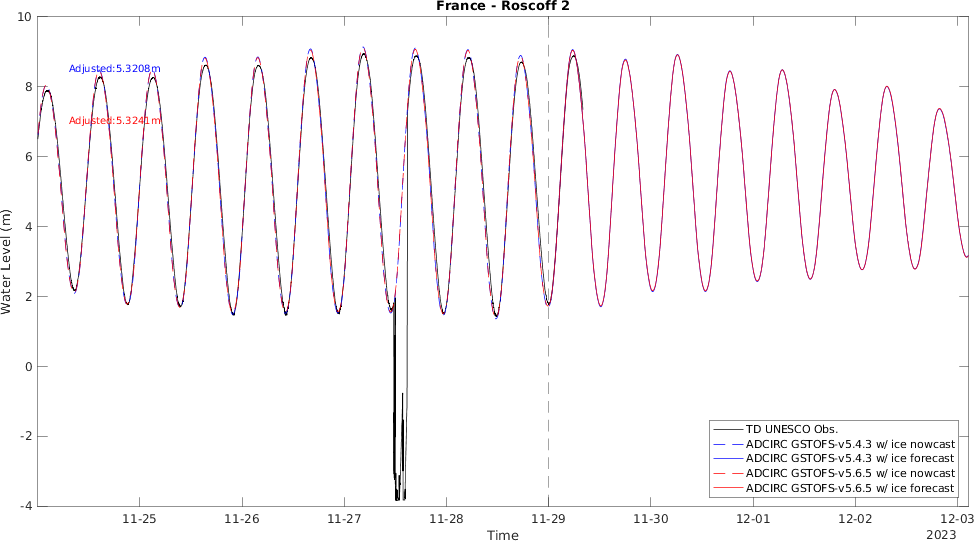 France - Roscoff 2
10
8
6
4
2
0
-2
-4
Water Level (m)
Adjusted:5.3208m
Adjusted:5.3241m
TD UNESCO Obs.
ADCIRC GSTOFS-v5.4.3 w/ ice nowcast
ADCIRC GSTOFS-v5.4.3 w/ ice forecast
ADCIRC GSTOFS-v5.6.5 w/ ice nowcast
ADCIRC GSTOFS-v5.6.5 w/ ice forecast
11-25 11-26 11-27 11-28 11-29 11-30 12-01 12-02 12-03
Time
2023